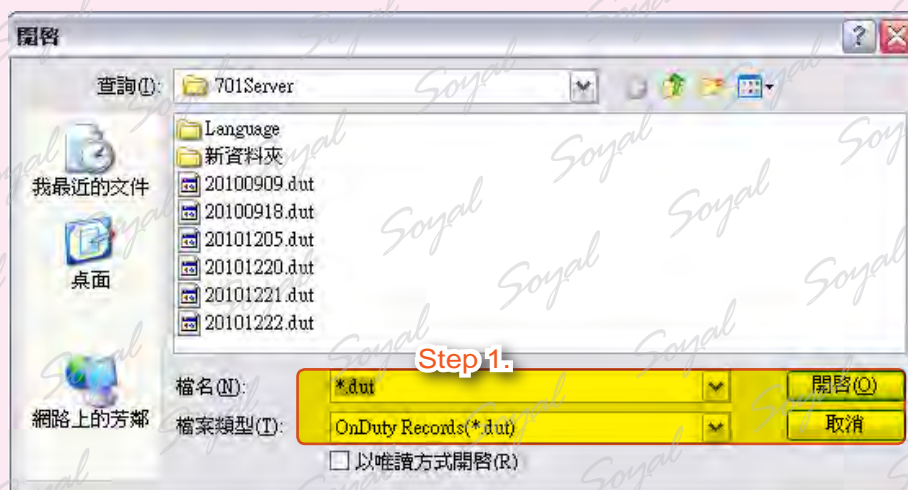 開啓
查詢(I):
701Server
Language
新資料夾
20100909.dut
20100918.dut
20101205.dut
20101220.dut
20101221.dut
20101222.dut
我最近的文件
桌面
網路上的芳鄰
Step 1.
檔名(N):
*.dut
開啓(O)
檔案類型(T):
OnDuty Records(*.dut)
取消
以唯讀方式開啓(R)
Soyal